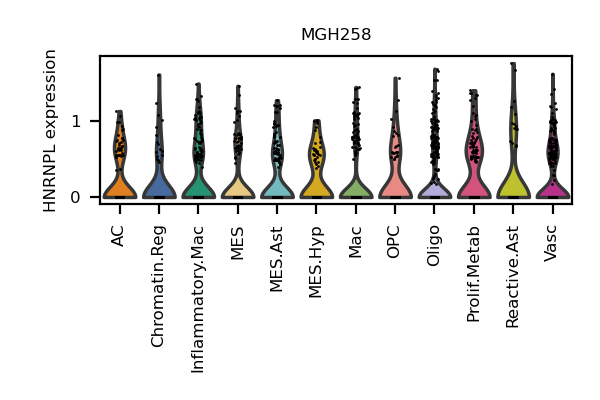 MGH258
HNRNPL expression
1
0
AC
Chromatin.Reg
Inflammatory.Mac
MES
MES.Ast
MES.Hyp
Mac
OPC
Oligo
Prolif.Metab
Reactive.Ast
Vasc